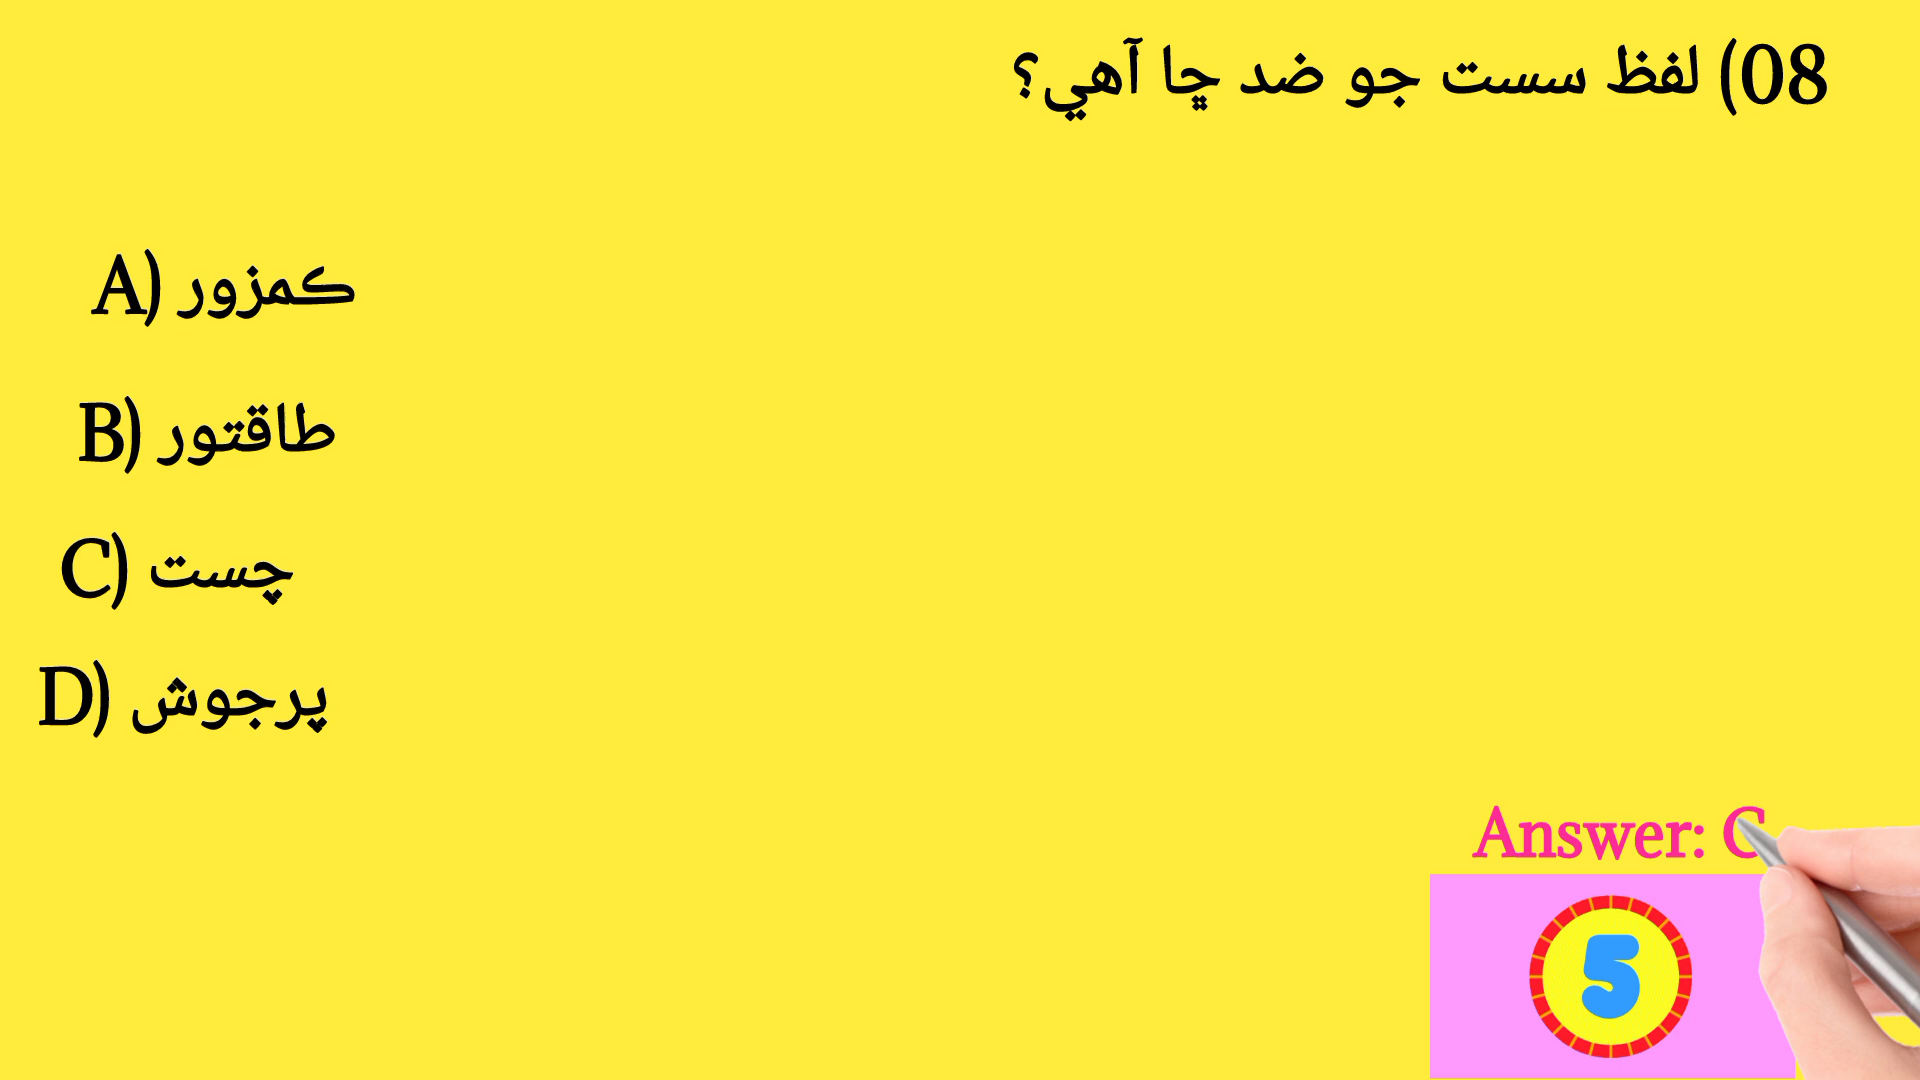 08) لفظ سست جو ضد ڇا آهي؟
A) ڪمزور
B) طاقتور
C) چست
D) پرجوش
Answer: C
5